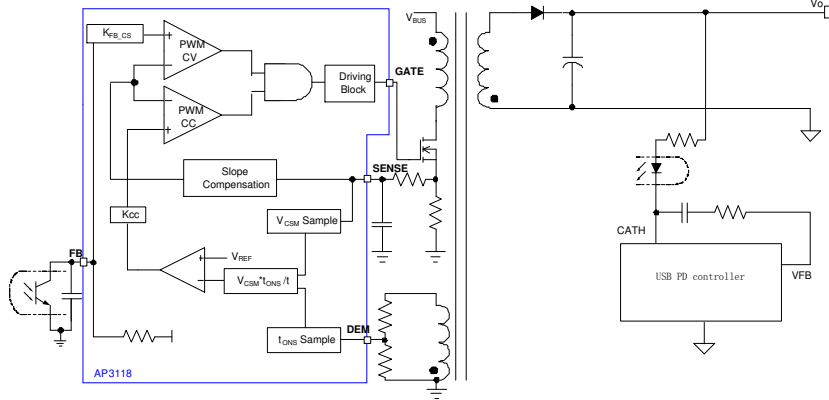 Vo
VBUS
KFB_CS
+
PWM
CV
−
GATE
Driving
Block
−
PWM
CC
+
SENSE
Slope
Compensation
Kcc
VCSM Sample
CATH
FB
+
VREF
−
VCSM*tONS /t
USB PD controller
VFB
DEM
tONS Sample
AP3118